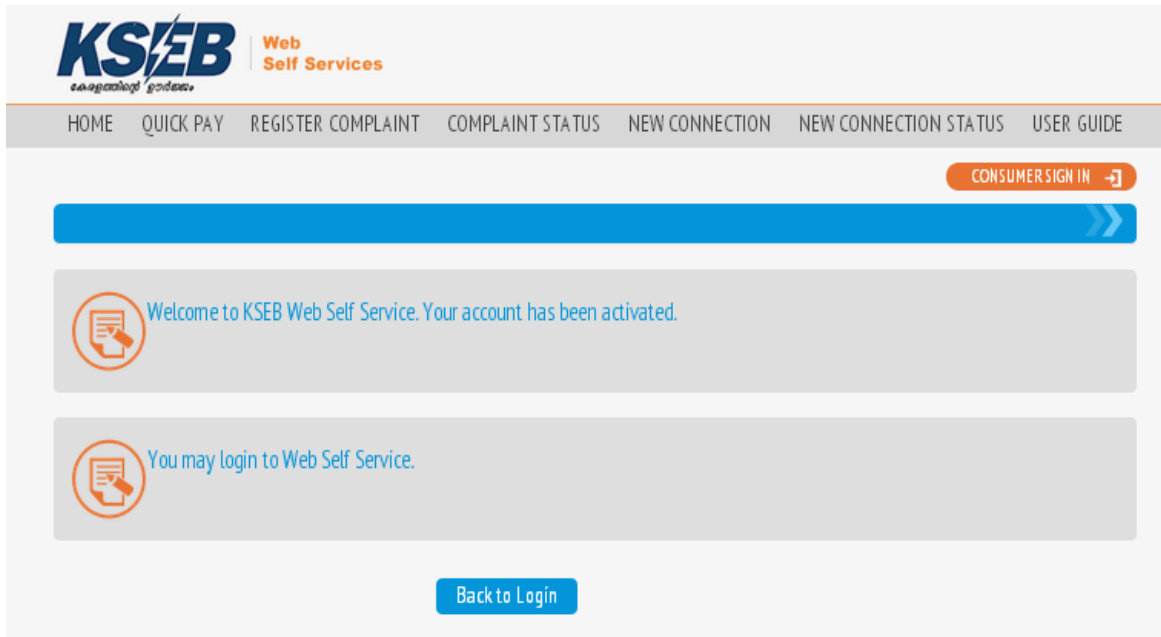 KSEB
Web
Self Services
കേരളത്തിന്റെ ഊർജ്ജം
HOME QUICK PAY REGISTER COMPLAINT COMPLAINT STATUS NEW CONNECTION NEW CONNECTION STATUS USER GUIDE
CONSUMER SIGN IN
Welcome to KSEB Web Self Service. Your account has been activated.
You may login to Web Self Service.
Back to Login